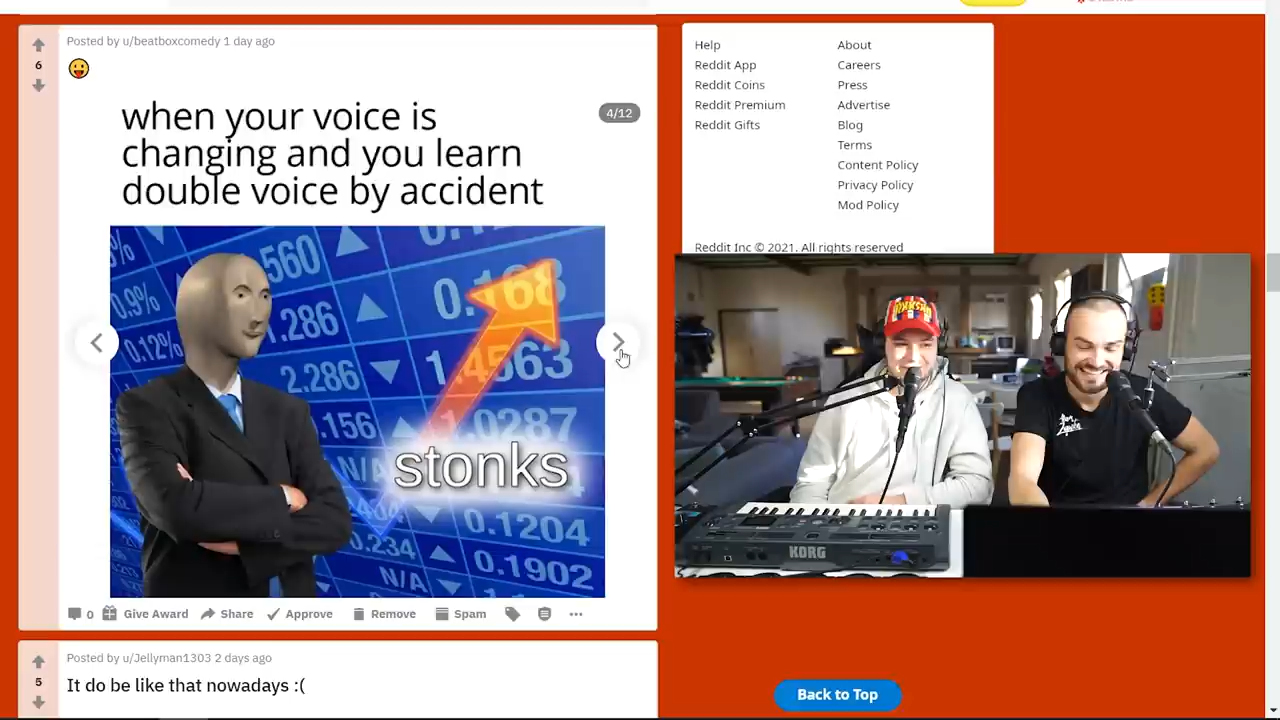 Posted by u/beatboxcomedy 1 day ago
6
when your voice is
changing and you learn
double voice by accident
4/12
560
0.9%
0.12%
1.286
2.286
.156
N/A
0.234
N/A
0.168
1.4563
1.0287
0.1204
0.1902
stonks
0
Give Award
Share
Approve
Remove
Spam
Posted by u/Jellyman1303 2 days ago
5
It do be like that nowadays :(
Help
Reddit App
Reddit Coins
Reddit Premium
Reddit Gifts
About
Careers
Press
Advertise
Blog
Terms
Content Policy
Privacy Policy
Mod Policy
Reddit Inc © 2021. All rights reserved
KORG
Back to Top